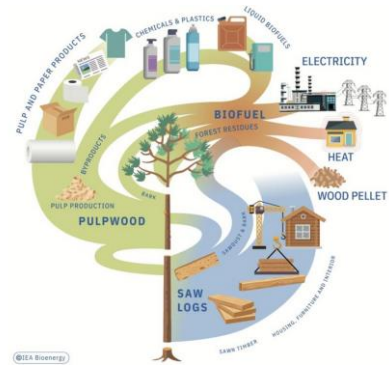 CHEMICALS & PLASTICS
LIQUID BIOFUELS
PULP AND PAPER PRODUCTS
NEWS
ELECTRICITY
BIOFUEL
FOREST RESIDUES
HEAT
BYPRODUCTS
BARK
WOOD PELLET
PULP PRODUCTION
PULPWOOD
SAWDUST & BARK
SAW
LOGS
HOUSING, FURNITURE AND INTERIOR
SAWN TIMBER
©IEA Bioenergy